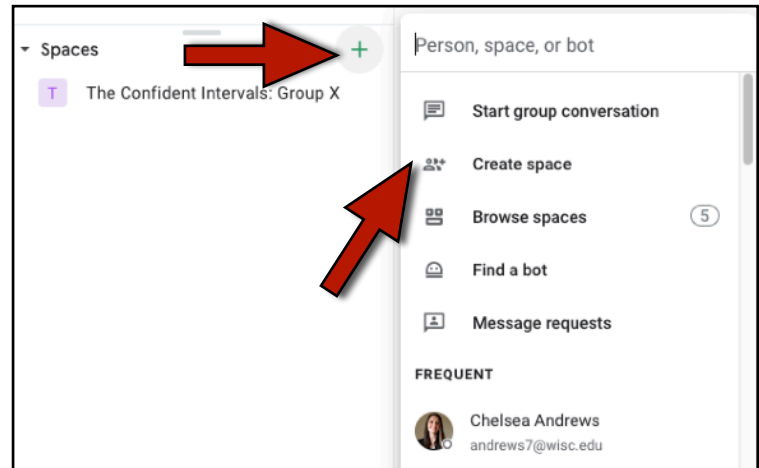 Spaces
T The Confident Intervals: Group X
Person, space, or bot
Start group conversation
Create space
Browse spaces 5
Find a bot
Message requests
FREQUENT
Chelsea Andrews
andrews7@wisc.edu